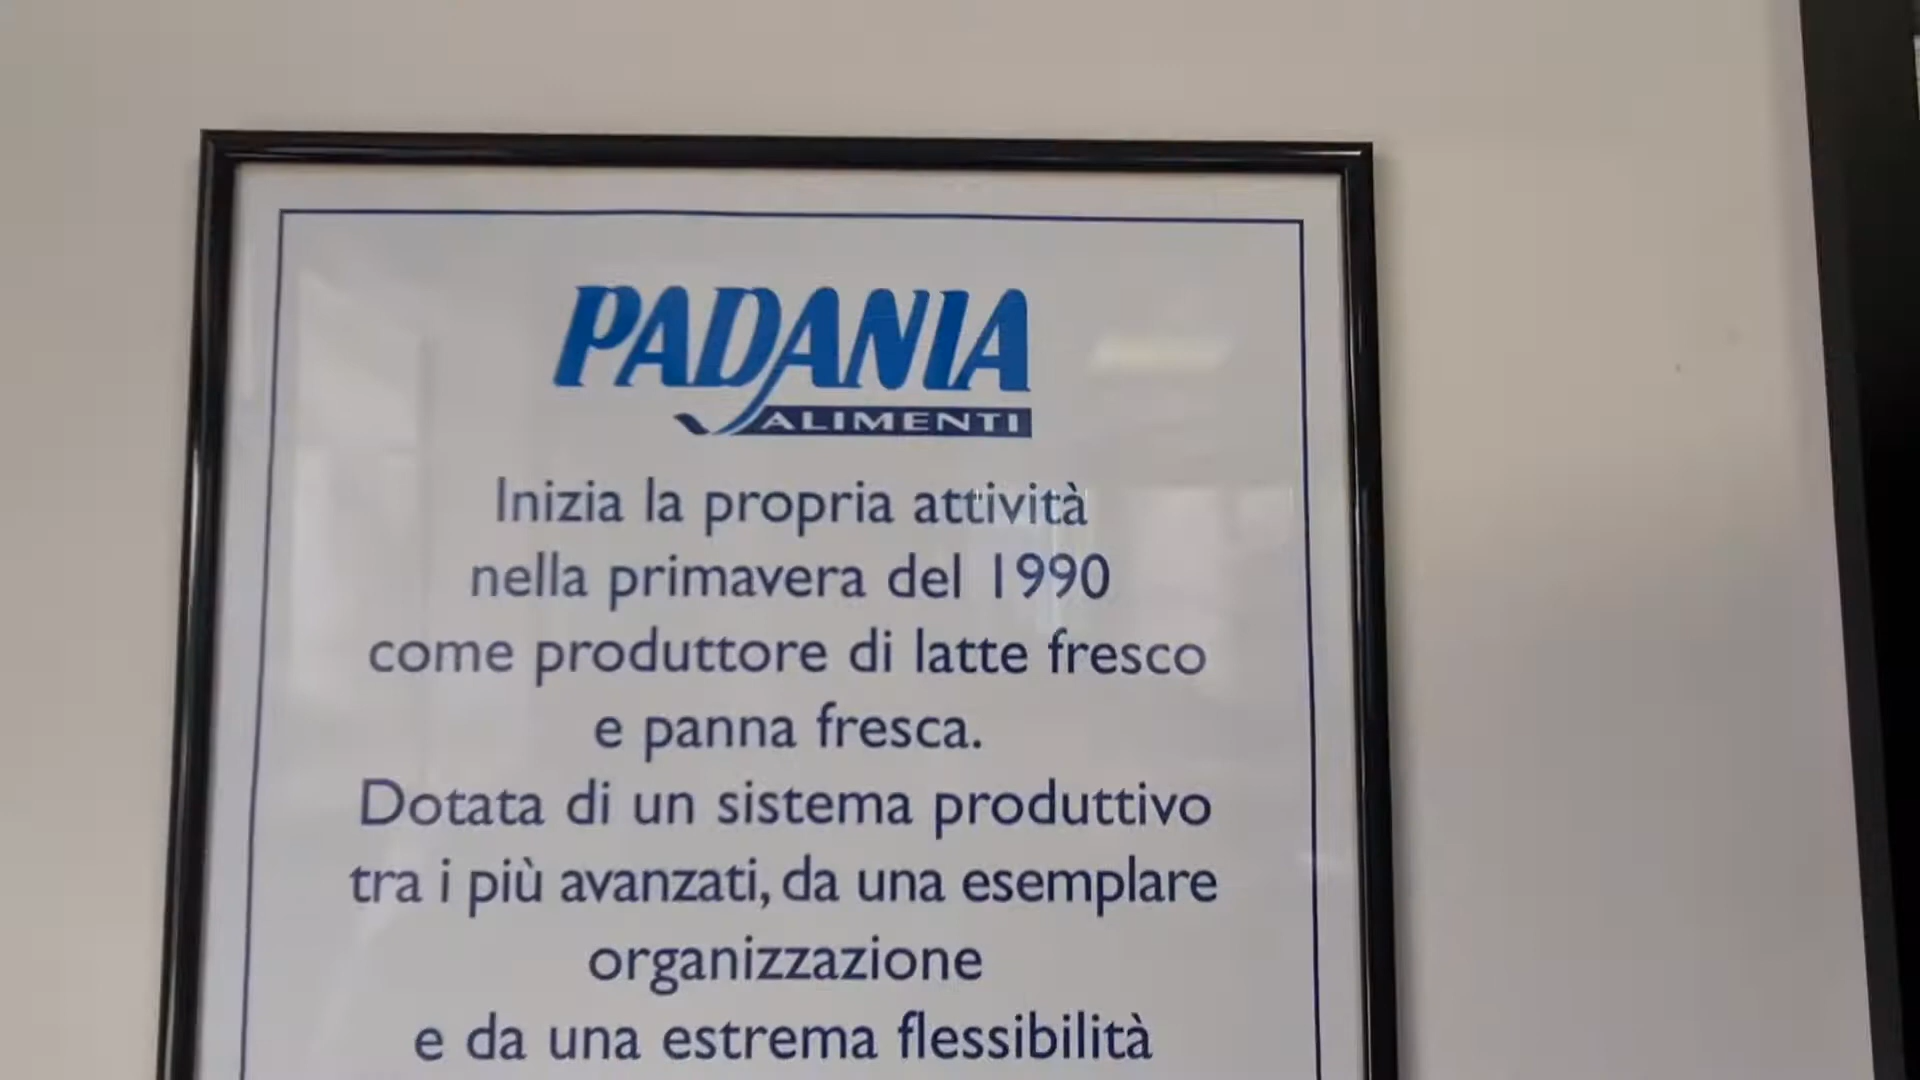 PADANIA
ALIMENTI
Inizia la propria attività
nella primavera del 1990
come produttore di latte fresco
e panna fresca.
Dotata di un sistema produttivo
tra i più avanzati, da una esemplare
organizzazione
e da una estrema flessibilità